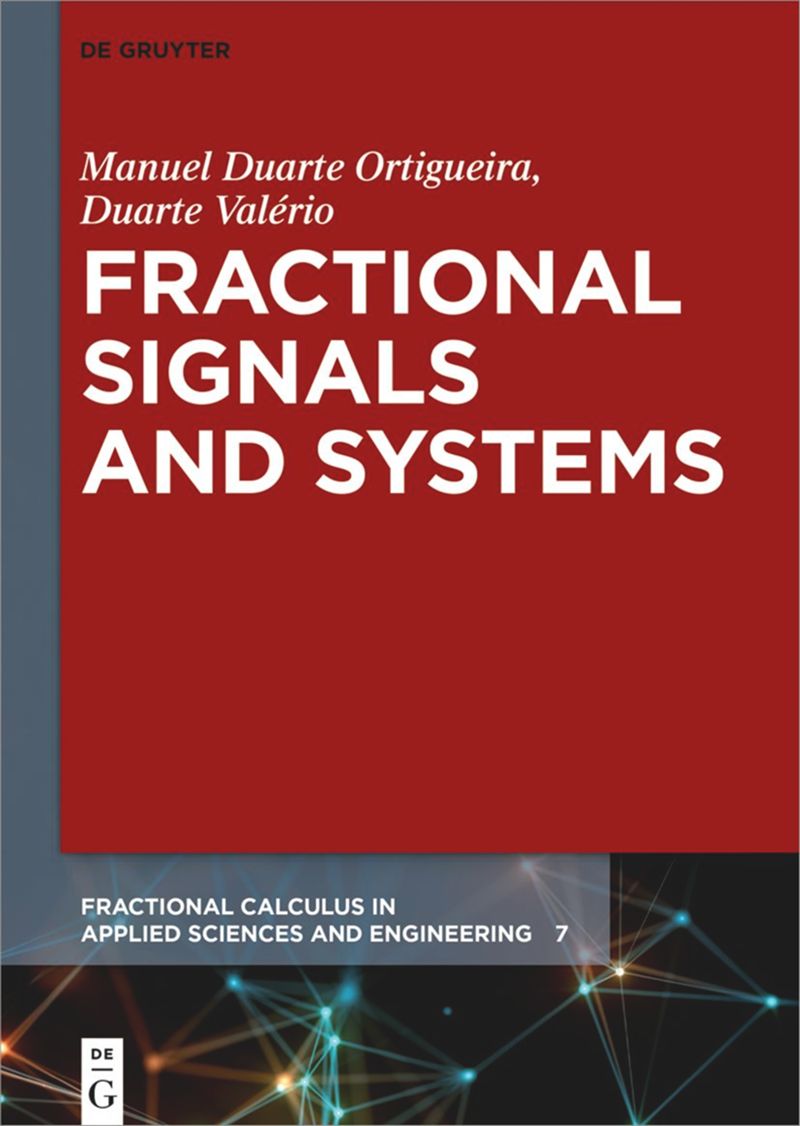 DE GRUYTER
Manuel Duarte Ortigueira,
Duarte Valério
FRACTIONAL
SIGNALS
AND SYSTEMS
FRACTIONAL CALCULUS IN
APPLIED SCIENCES AND ENGINEERING 7
DE
G